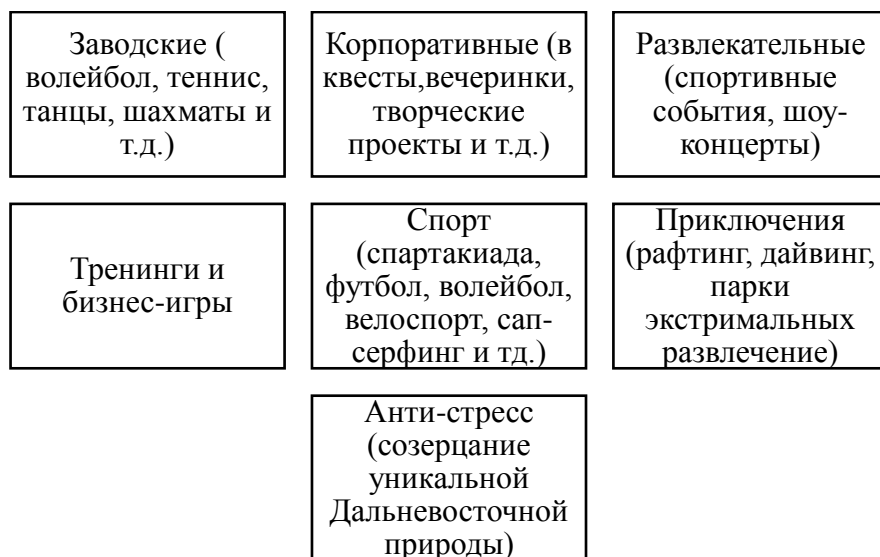 Заводские (
волейбол, теннис,
танцы, шахматы и
т.д.)
Корпоративные (в
квесты,вечеринки,
творческие
проекты и т.д.)
Развлекательные
(спортивные
события, шоу-
концерты)
Тренинги и
бизнес-игры
Спорт
(спартакиада,
футбол, волейбол,
велоспорт, сап-
серфинг и тд.)
Приключения
(рафтинг, дайвинг,
парки
экстримальных
развлечение)
Анти-стресс
(созерцание
уникальной
Дальневосточной
природы)